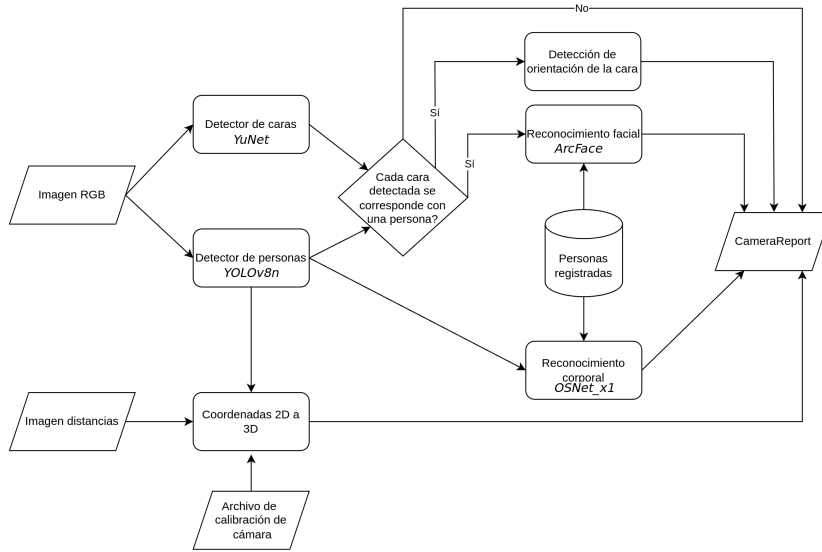 No
Detección de
orientación de la cara
Detector de caras
YuNet
Sí
Reconocimiento facial
ArcFace
Sí
Imagen RGB
Cada cara
detectada se
corresponde con
una persona?
CameraReport
Detector de personas
YOLOv8n
Personas
registradas
Reconocimiento
corporal
OSNet_x1
Imagen distancias
Coordenadas 2D a
3D
Archivo de
calibración de
cámara